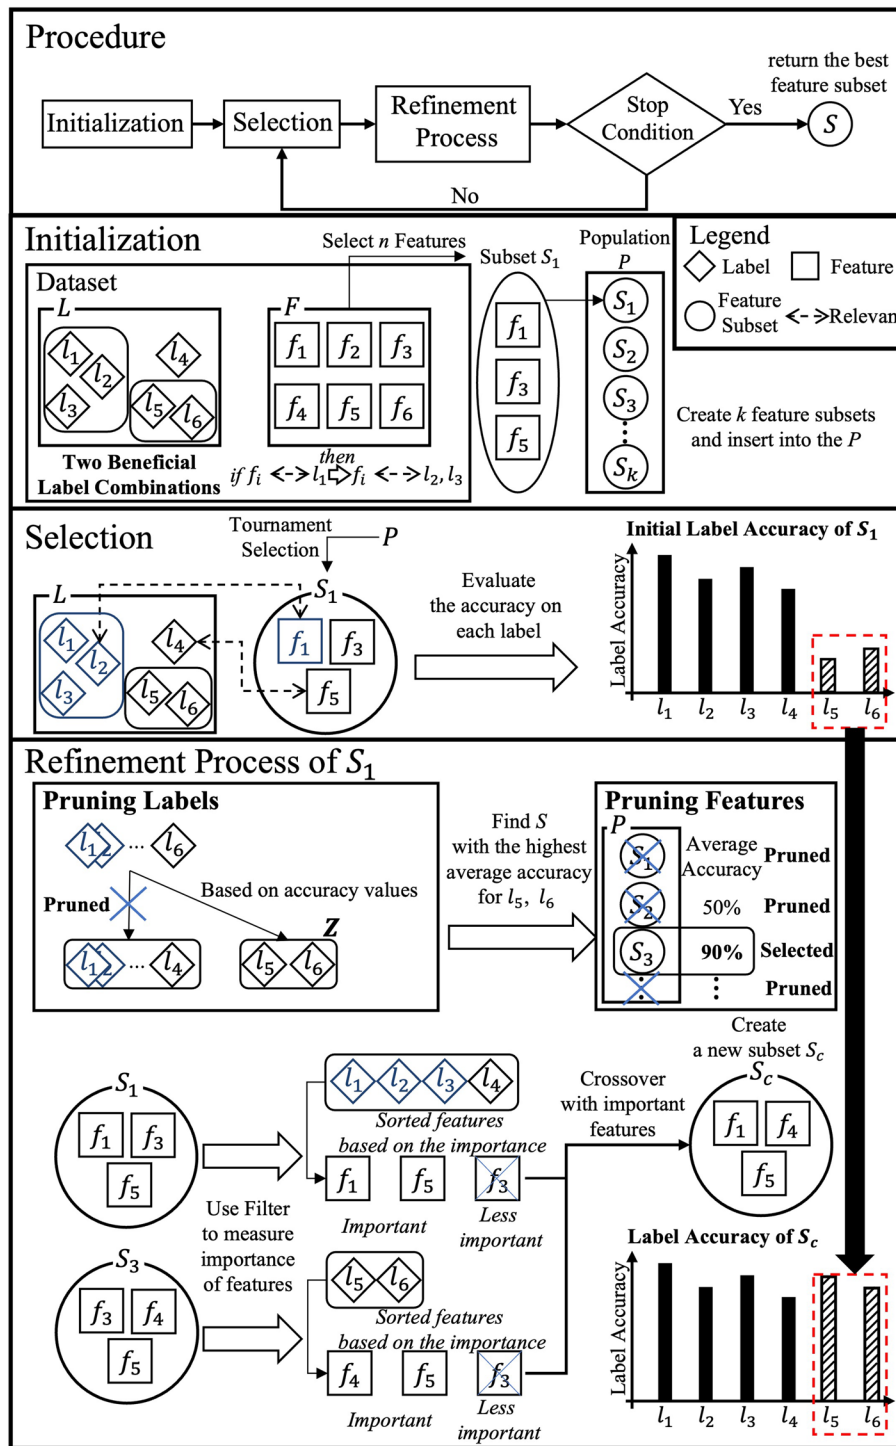 Procedure
Initialization
Selection
Refinement
Process
Stop
Condition
Yes
No
return the best
feature subset
S
Initialization
Select n Features
Dataset
L
l1
l2
l3
l4
l5
l6
Two Beneficial
Label Combinations
F
f1 f2 f3
f4 f5 f6
then
if fi <--> l1 ⇒ fi <--> l2, l3
Subset S1
f1
f3
f5
Population
P
S1
S2
S3
⋮
Sk
Legend
Label
Feature
Feature
Subset
Relevan
Create k feature subsets
and insert into the P
Selection
Tournament
Selection
P
L
l1
l2
l3
l4
l5
l6
S1
f1 f3
f5
Evaluate
the accuracy on
each label
Initial Label Accuracy of S1
Label Accuracy
l1 l2 l3 l4 l5 l6
Refinement Process of S1
Pruning Labels
l1 2 ... l6
Pruned
Based on accuracy values
Z
l1 2 ... l4
l5 l6
Find S
with the highest
average accuracy
for l5, l6
Pruning Features
P
Average
Accuracy
S1 Pruned
S2 50% Pruned
S3 90% Selected
⋮ ⋮ Pruned
Create
a new subset Sc
S1
f1 f3
f5
l1 l2 l3 l4
Sorted features
based on the importance
f1 f5 f3
Important
Less
important
Crossover
with important
features
Sc
f1 f4
f5
Use Filter
to measure
importance
of features
S3
f3 f4
f5
l5 l6
Sorted features
based on the importance
f4 f5 f3
Important
Less
important
Label Accuracy of Sc
Label Accuracy
l1 l2 l3 l4 l5 l6